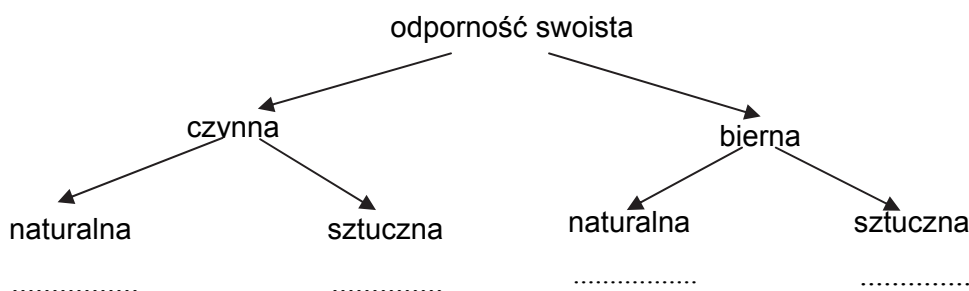 odporność swoista
czynna
bierna
naturalna sztuczna naturalna sztuczna
................ .............. ................ ..............